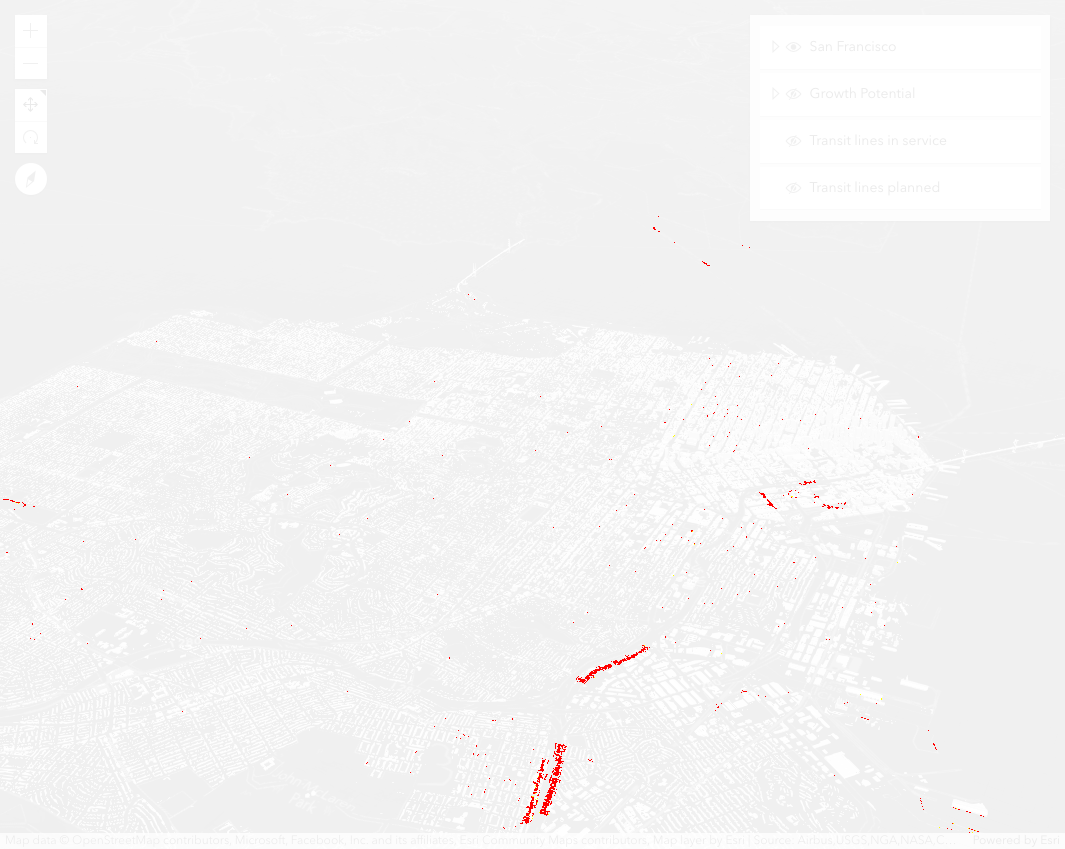 San Francisco
Growth Potential
Transit lines in service
Transit lines planned
Map data © OpenStreetMap contributors, Microsoft, Facebook, Inc. and its affiliates, Esri Community Maps contributors, Map layer by Esri | Source: Airbus,USGS,NGA,NASA,C...
Powered by Esri